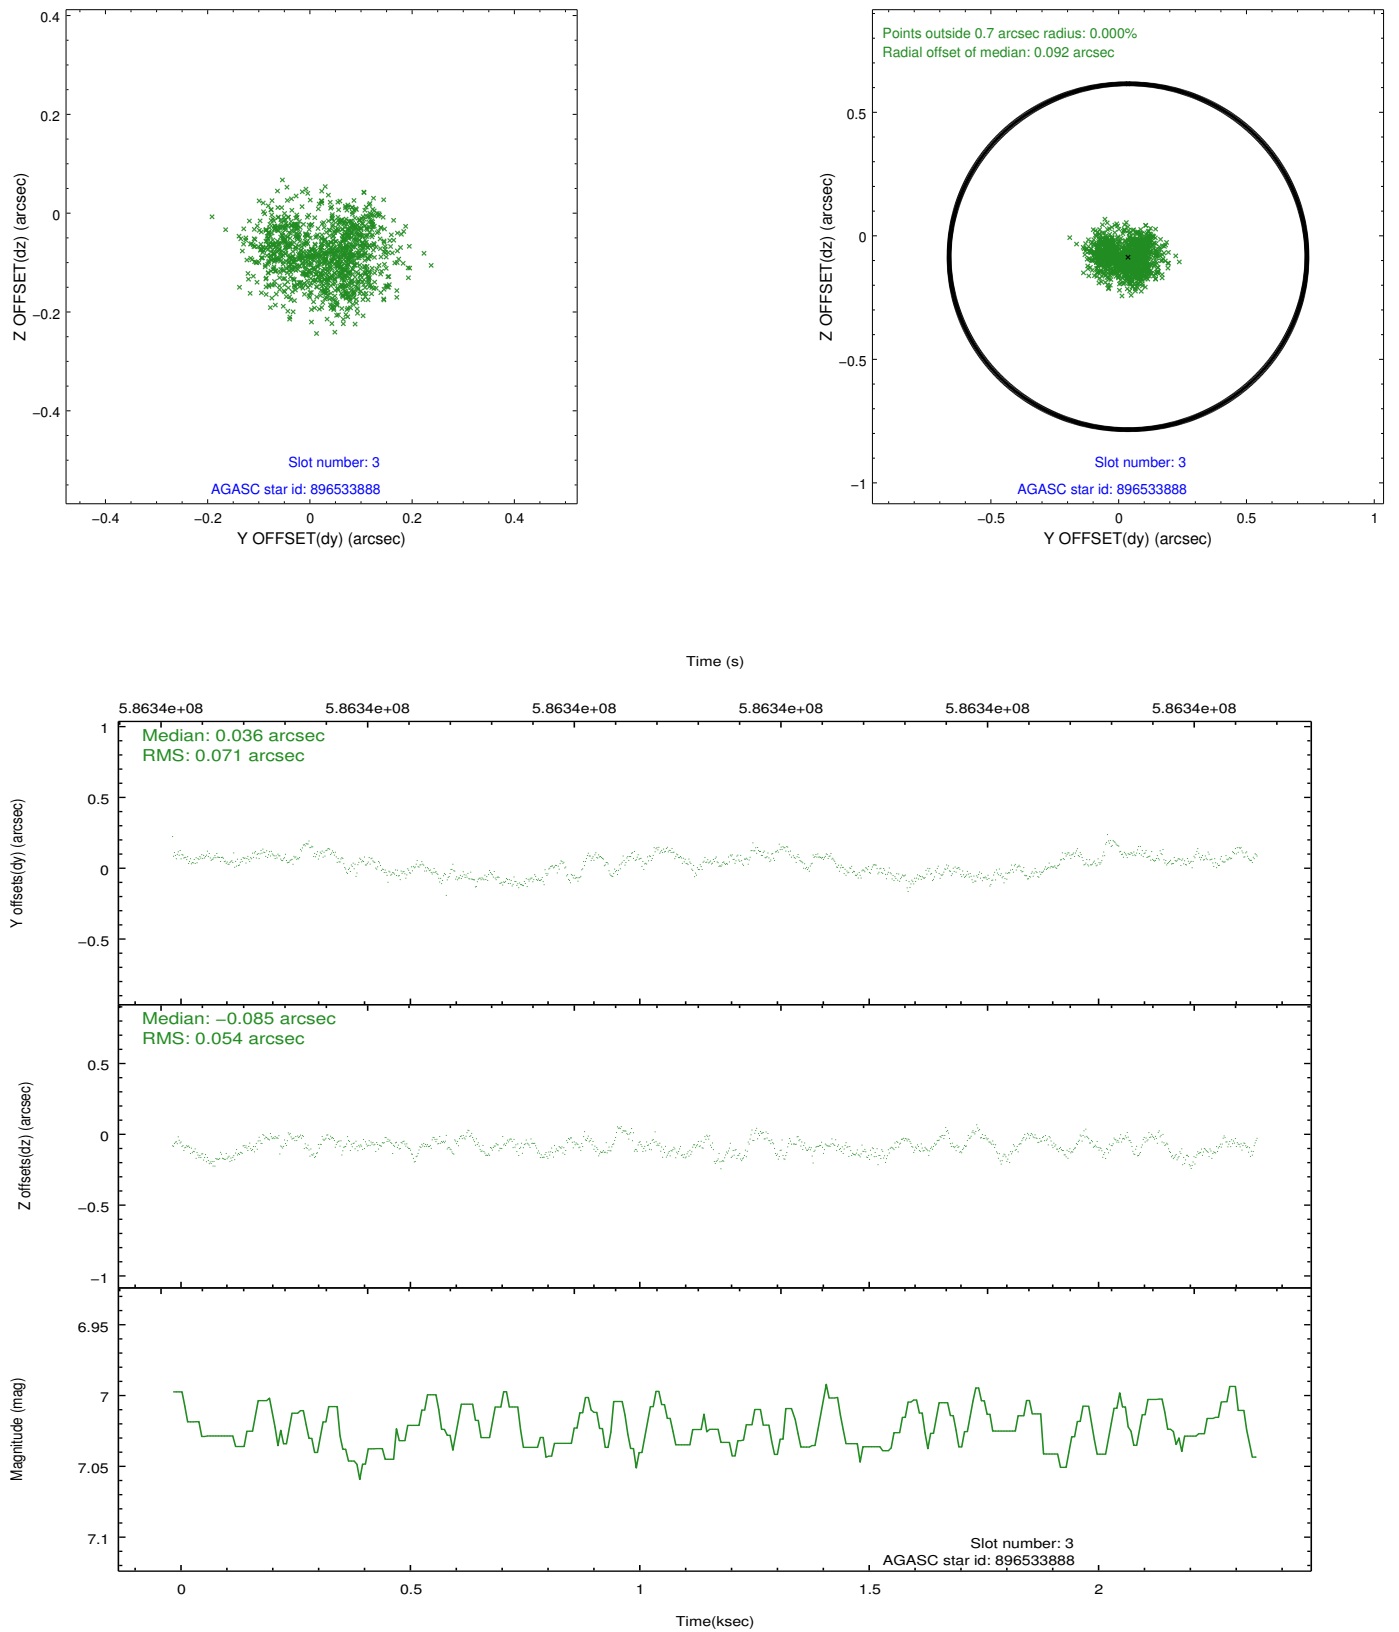 0.4
0.2
0
−0.2
−0.4
Z OFFSET(dz) (arcsec)
Slot number: 3
AGASC star id: 896533888
−0.4 −0.2 0 0.2 0.4
Y OFFSET(dy) (arcsec)
Points outside 0.7 arcsec radius: 0.000%
Radial offset of median: 0.092 arcsec
0.5
0
−0.5
−1
Z OFFSET(dz) (arcsec)
Slot number: 3
AGASC star id: 896533888
−0.5 0 0.5 1
Y OFFSET(dy) (arcsec)
Time (s)
5.8634e+08 5.8634e+08 5.8634e+08 5.8634e+08 5.8634e+08 5.8634e+08
Median: 0.036 arcsec
RMS: 0.071 arcsec
1
0.5
0
−0.5
Y offsets(dy) (arcsec)
Median: −0.085 arcsec
RMS: 0.054 arcsec
0.5
0
−0.5
−1
Z offsets(dz) (arcsec)
6.95
7
7.05
7.1
Magnitude (mag)
Slot number: 3
AGASC star id: 896533888
0 0.5 1 1.5 2
Time(ksec)